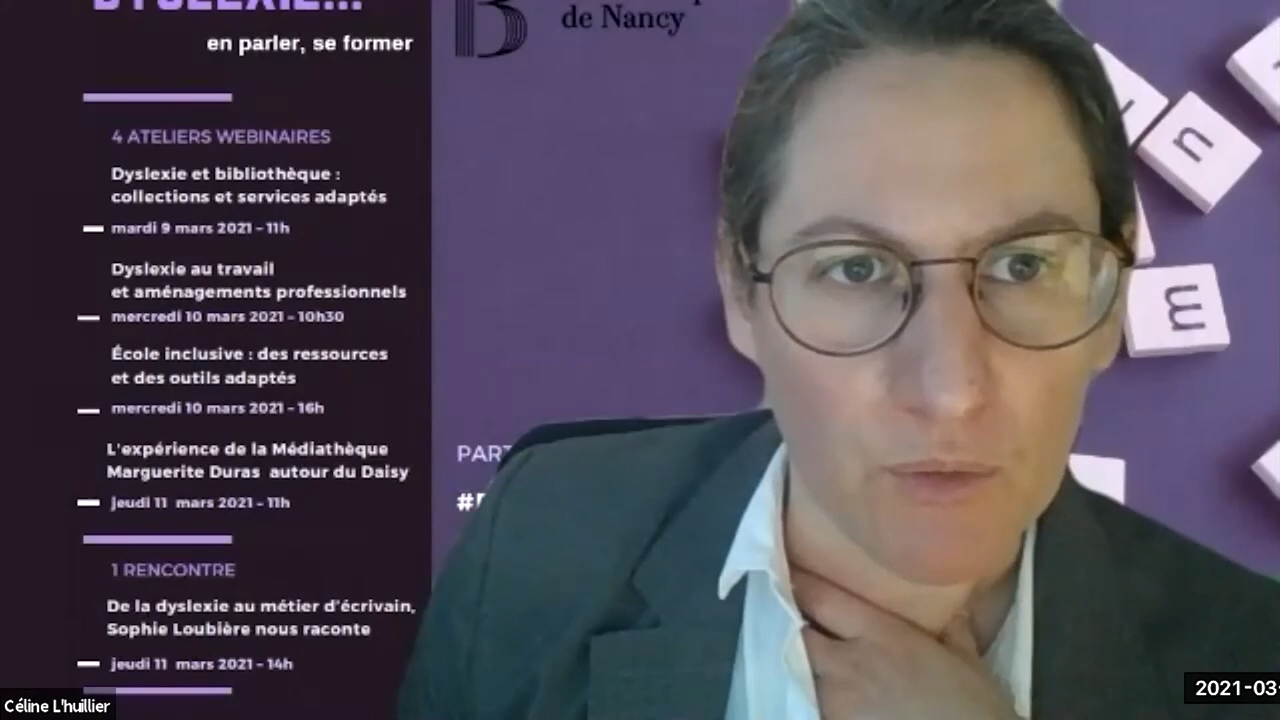 DYSLEXIE...
en parler, se former
4 ATELIERS WEBINAIRES
Dyslexie et bibliothèque :
collections et services adaptés
mardi 9 mars 2021 – 11h
Dyslexie au travail
et aménagements professionnels
mercredi 10 mars 2021 – 10h30
École inclusive : des ressources
et des outils adaptés
mercredi 10 mars 2021 – 16h
L'expérience de la Médiathèque
Marguerite Duras autour du Daisy
jeudi 11 mars 2021 – 11h
1 RENCONTRE
De la dyslexie au métier d'écrivain,
Sophie Loubière nous raconte
jeudi 11 mars 2021 – 14h
de Nancy
n
m
Céline L'huillier
2021-03